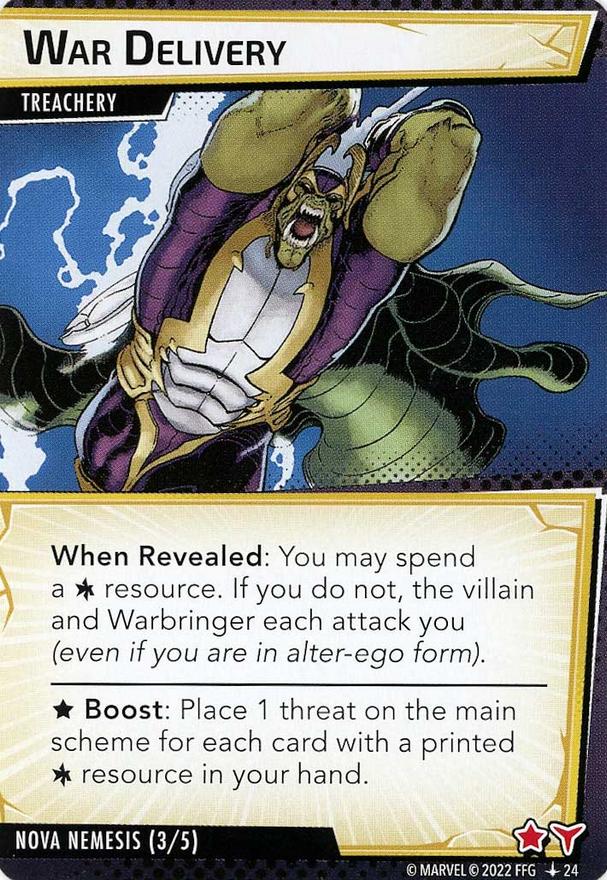 WAR DELIVERY
TREACHERY
When Revealed: You may spend
a resource. If you do not, the villain
and Warbringer each attack you
(even if you are in alter-ego form).
★ Boost: Place 1 threat on the main
scheme for each card with a printed
resource in your hand.
NOVA NEMESIS (3/5)
© MARVEL © 2022 FFG 24